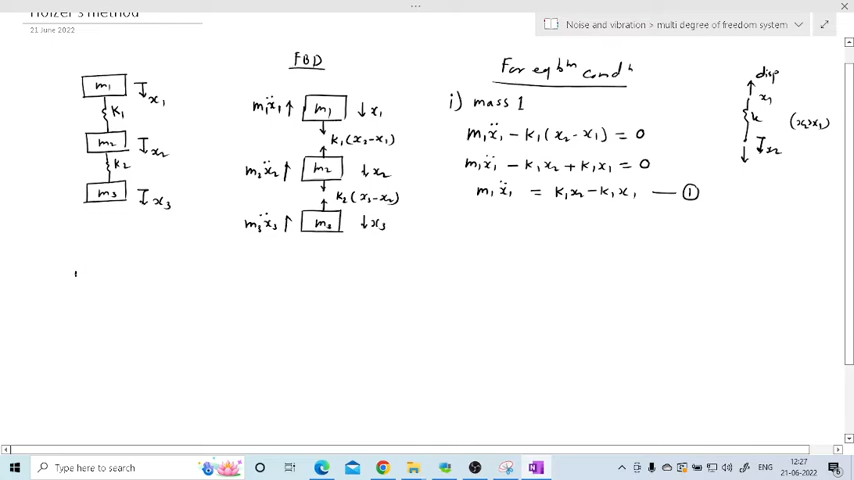 Holzer's method
21 June 2022
Noise and vibration > multi degree of freedom system
m₁
x₁
K₁
m₂
x₂
K₂
m₃
x₃
FBD
m₁ẍ₁ ↑ m₁ ↓ x₁
K₁(x₂-x₁)
m₂ẍ₂ ↑ m₂ ↓ x₂
K₂(x₃-x₂)
m₃ẍ₃ ↑ m₃ ↓ x₃
For eqbᵐ condⁿ
i) mass 1
m₁ẍ₁ - K₁(x₂-x₁) = 0
m₁ẍ₁ - K₁x₂ + K₁x₁ = 0
m₁ẍ₁ = K₁x₂ - K₁x₁ — ①
disp
x₁
k
(x₂>x₁)
x₂
Type here to search
ENG
12:27
21-06-2022